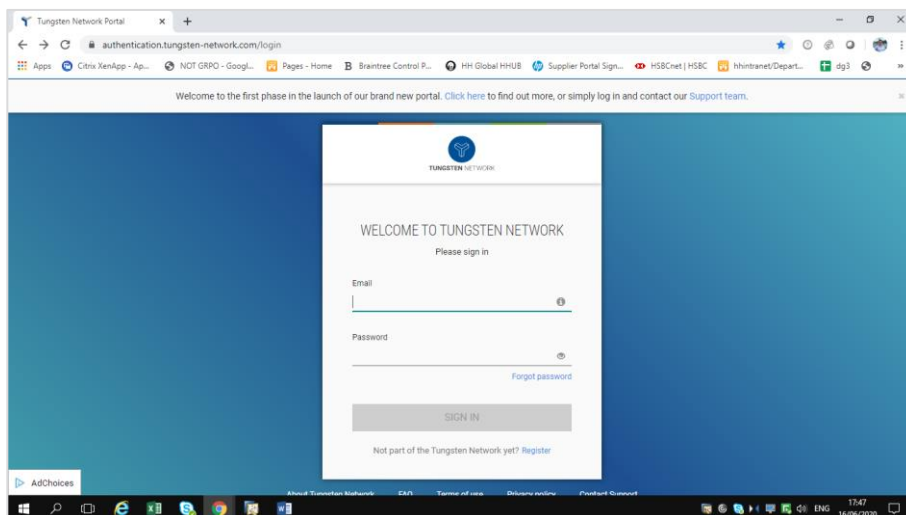 Tungsten Network Portal
authentication.tungsten-network.com/login
Apps Citrix XenApp - Ap... NOT GRPO - Googl... Pages - Home Braintree Control P... HH Global HHUB Supplier Portal Sign... HSBCnet | HSBC hhintranet/Depart... dg3 »
Welcome to the first phase in the launch of our brand new portal. Click here to find out more, or simply log in and contact our Support team.
TUNGSTEN NETWORK
WELCOME TO TUNGSTEN NETWORK
Please sign in
Email
Password
Forgot password
SIGN IN
Not part of the Tungsten Network yet? Register
AdChoices
About Tungsten Network FAQ Terms of use Privacy policy Contact Support
ENG 17:47
16/06/2020